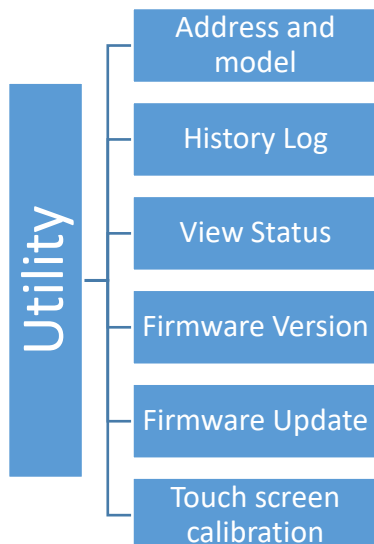 Utility
Address and
model
History Log
View Status
Firmware Version
Firmware Update
Touch screen
calibration